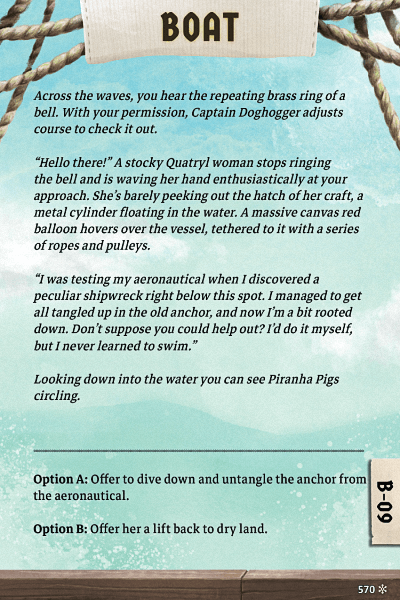 BOAT
Across the waves, you hear the repeating brass ring of a
bell. With your permission, Captain Doghogger adjusts
course to check it out.
“Hello there!” A stocky Quatryl woman stops ringing
the bell and is waving her hand enthusiastically at your
approach. She’s barely peeking out the hatch of her craft, a
metal cylinder floating in the water. A massive canvas red
balloon hovers over the vessel, tethered to it with a series
of ropes and pulleys.
“I was testing my aeronautical when I discovered a
peculiar shipwreck right below this spot. I managed to get
all tangled up in the old anchor, and now I’m a bit rooted
down. Don’t suppose you could help out? I’d do it myself,
but I never learned to swim.”
Looking down into the water you can see Piranha Pigs
circling.
Option A: Offer to dive down and untangle the anchor from
the aeronautical.
Option B: Offer her a lift back to dry land.
B-09
570